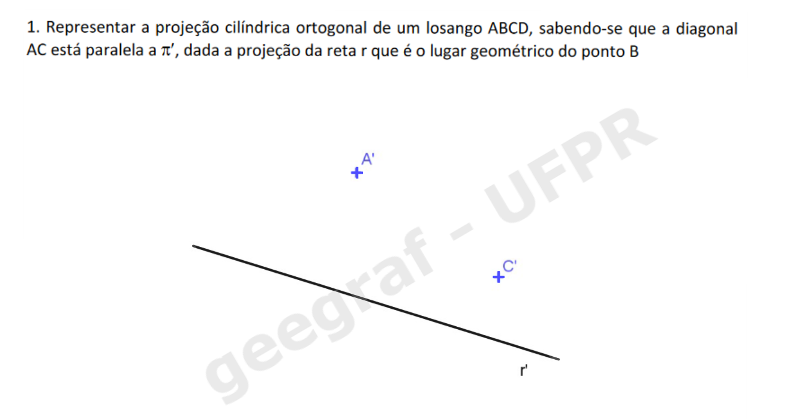 1. Representar a projeção cilíndrica ortogonal de um losango ABCD, sabendo-se que a diagonal
AC está paralela a π′, dada a projeção da reta r que é o lugar geométrico do ponto B
A'
C'
r'
geegraf - UFPR